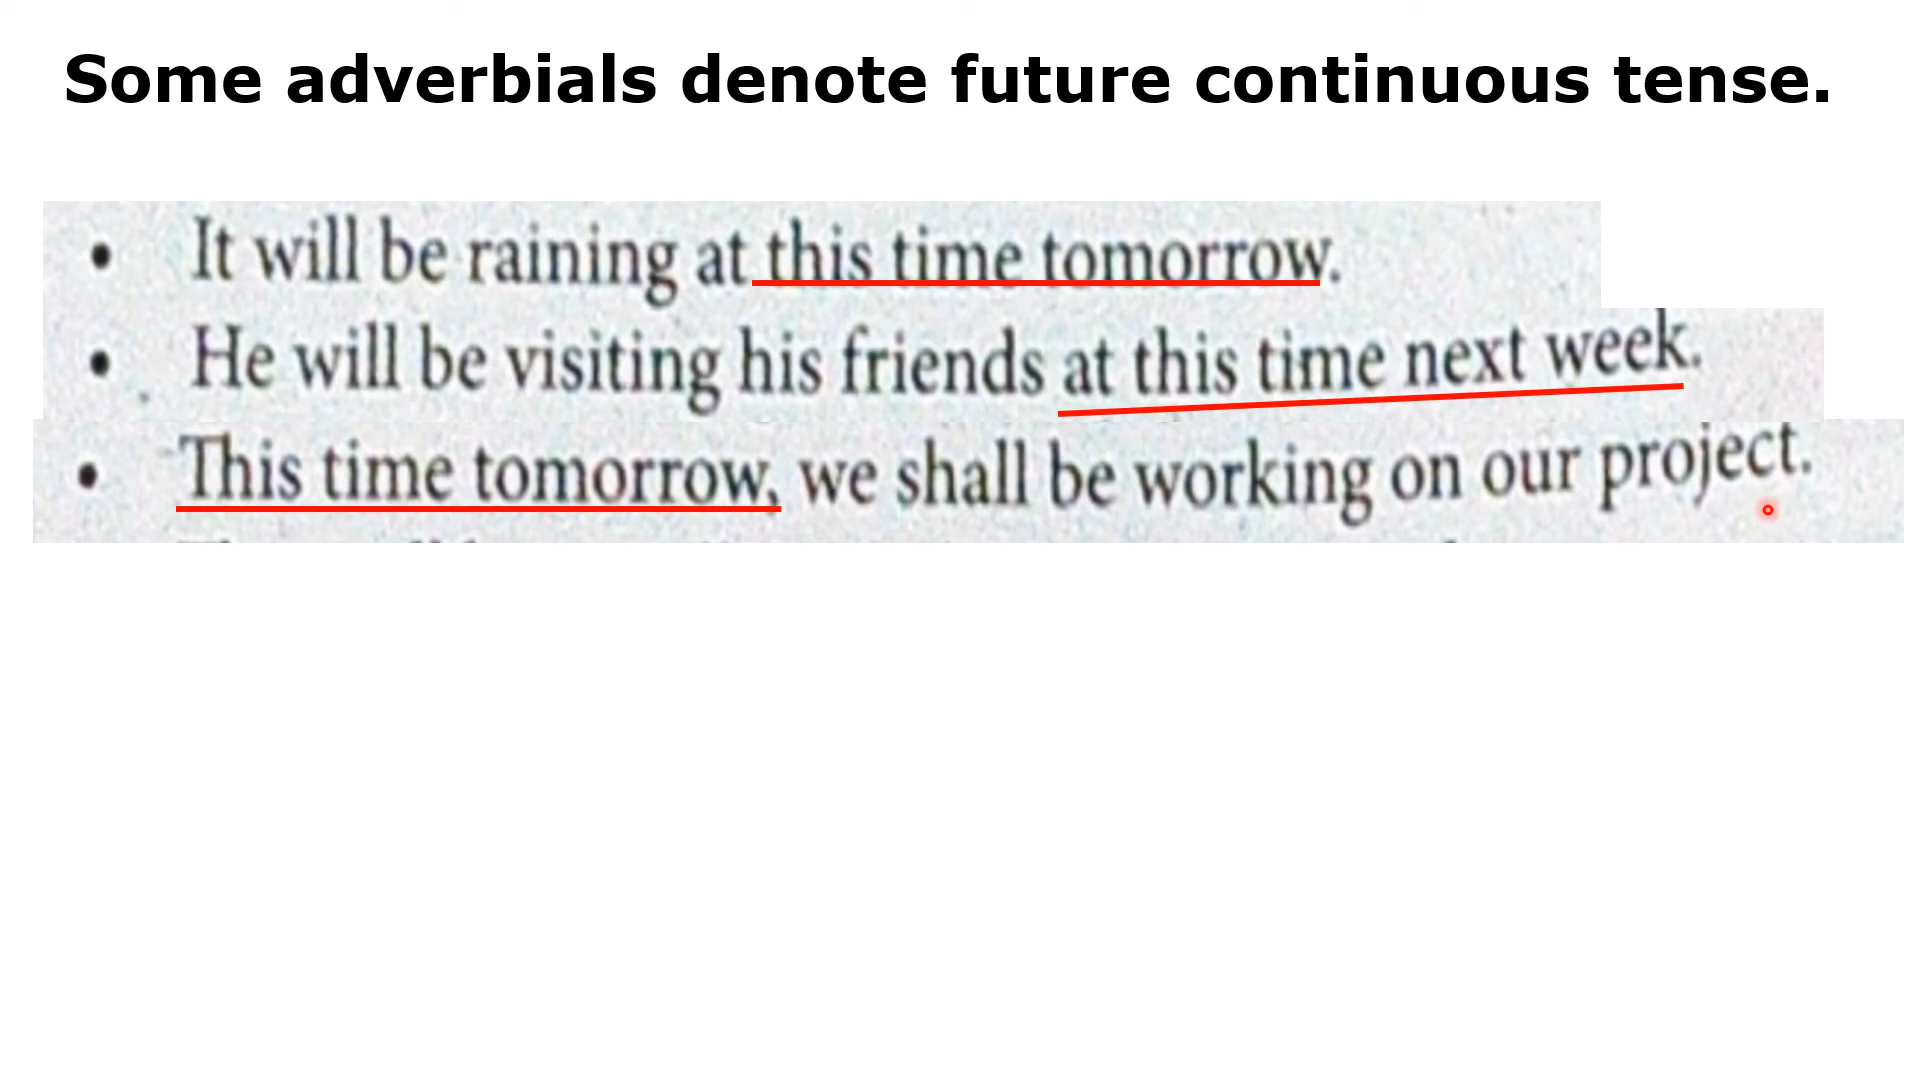 Some adverbials denote future continuous tense.
• It will be raining at this time tomorrow.
• He will be visiting his friends at this time next week.
• This time tomorrow, we shall be working on our project.